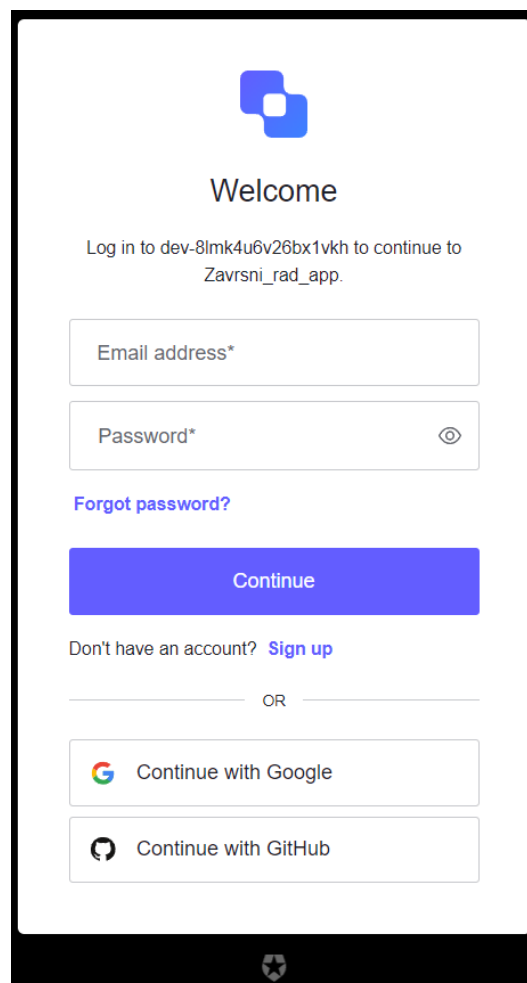 Welcome
Log in to dev-8lmk4u6v26bx1vkh to continue to
Zavrsni_rad_app.
Email address*
Password*
Forgot password?
Continue
Don't have an account? Sign up
OR
Continue with Google
Continue with GitHub